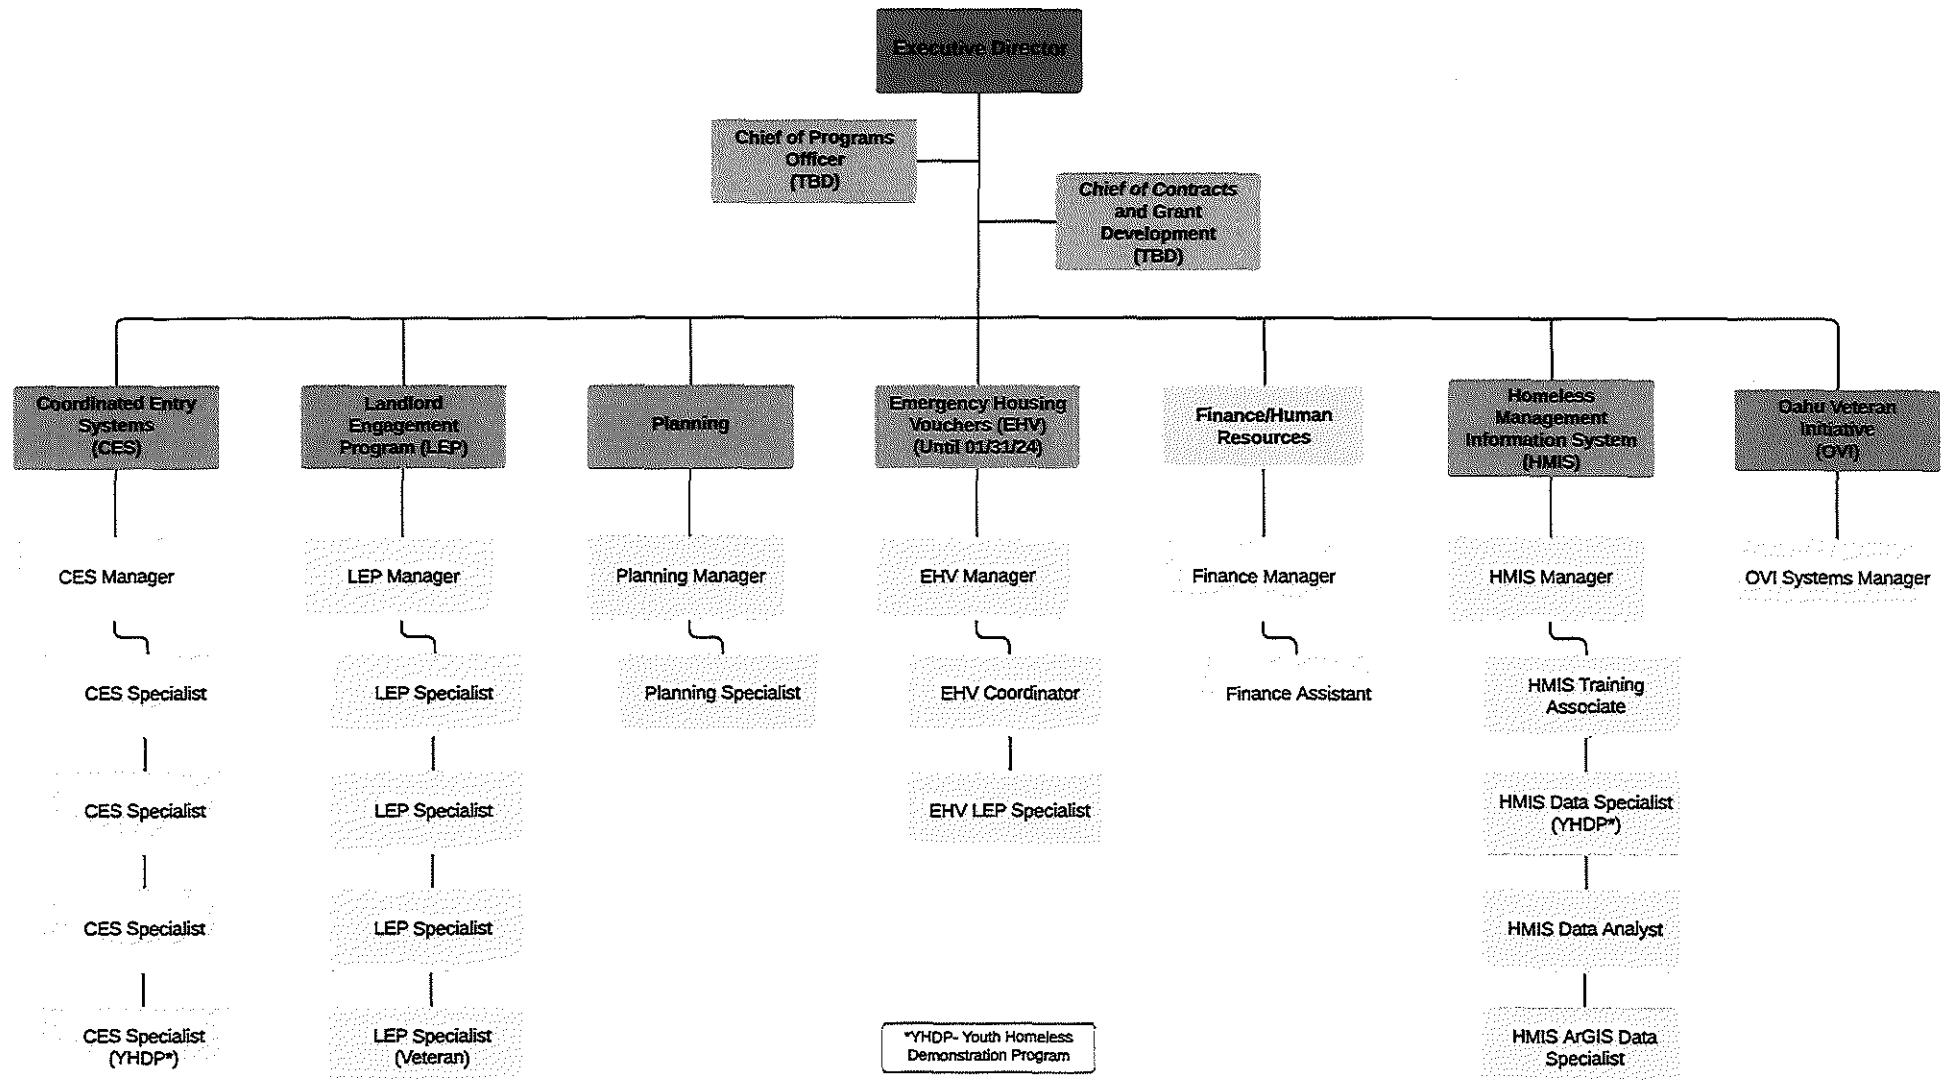 Executive Director
Chief of Programs
Officer
(TBD)
Chief of Contracts
and Grant
Development
(TBD)
Coordinated Entry
Systems
(CES)
Landlord
Engagement
Program (LEP)
Planning
Emergency Housing
Vouchers (EHV)
(Until 01/31/24)
Finance/Human
Resources
Homeless
Management
Information System
(HMIS)
Oahu Veteran
Initiative
(OVI)
CES Manager
LEP Manager
Planning Manager
EHV Manager
Finance Manager
HMIS Manager
OVI Systems Manager
CES Specialist
LEP Specialist
Planning Specialist
EHV Coordinator
Finance Assistant
HMIS Training
Associate
CES Specialist
LEP Specialist
EHV LEP Specialist
HMIS Data Specialist
(YHDP*)
CES Specialist
LEP Specialist
HMIS Data Analyst
CES Specialist
(YHDP*)
LEP Specialist
(Veteran)
*YHDP- Youth Homeless
Demonstration Program
HMIS ArGIS Data
Specialist